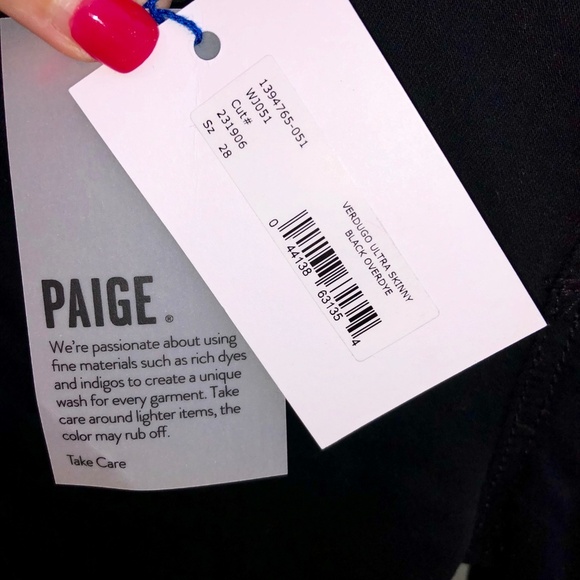 PAIGE®
We're passionate about using
fine materials such as rich dyes
and indigos to create a unique
wash for every garment. Take
care around lighter items, the
color may rub off.
Take Care
1394765-051
WJ051
Cut#
231906
Sz 28
VERDUGO ULTRA SKINNY
BLACK OVERDYE
0 44138 63135 4